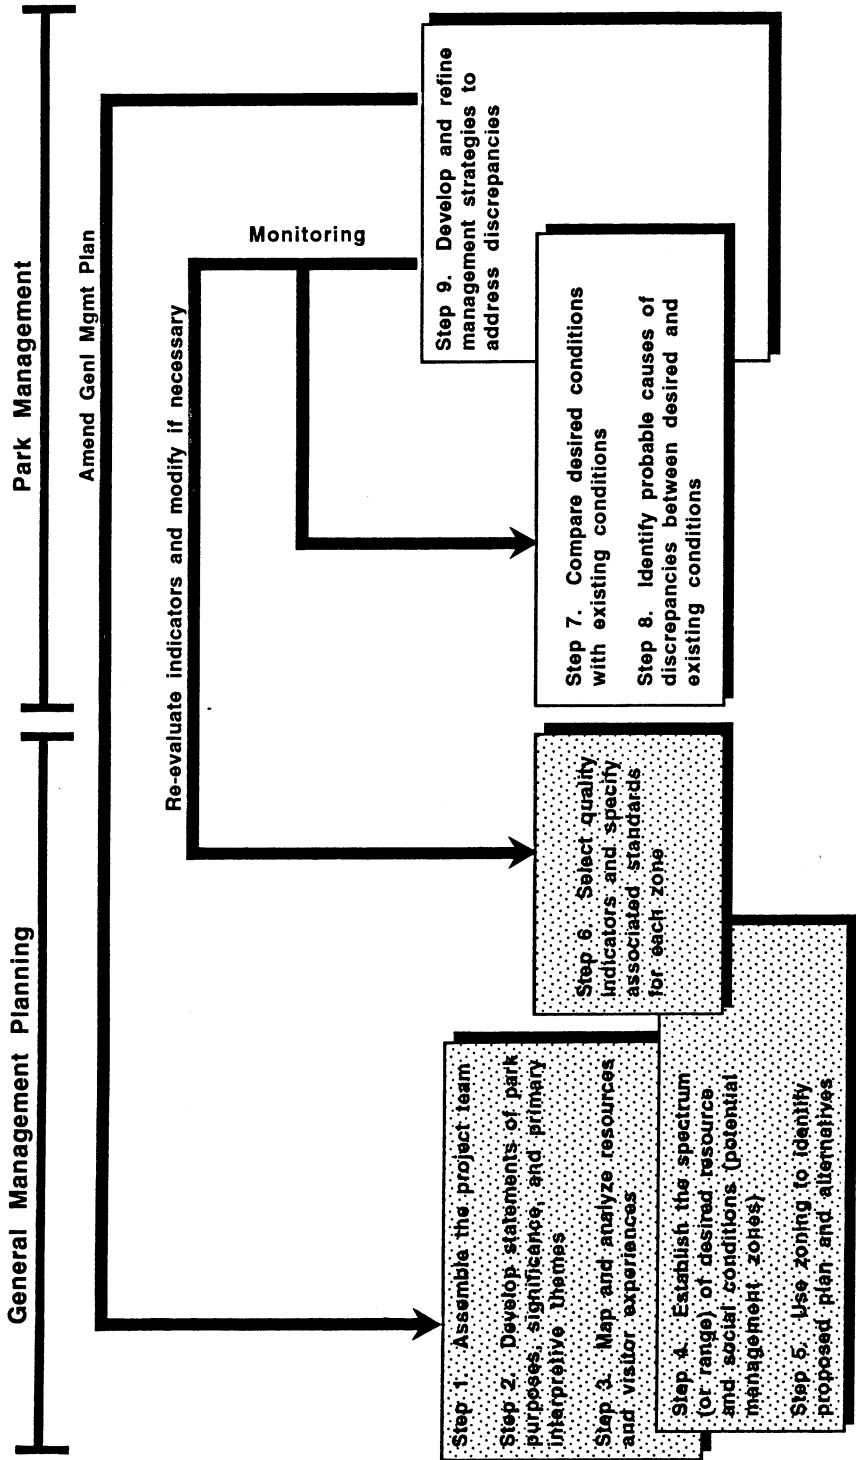 General Management Planning
Park Management
Amend Genl Mgmt Plan
Re-evaluate indicators and modify if necessary
Monitoring
Step 1. Assemble the project team
Step 2. Develop statements of park
purposes, significance, and primary
interpretive themes
Step 3. Map and analyze resources
and visitor experiences
Step 4. Establish the spectrum
(or range) of desired resource
and social conditions (potential
management zones)
Step 5. Use zoning to identify
proposed plan and alternatives
Step 6. Select quality
indicators and specify
associated standards
for each zone
Step 7. Compare desired conditions
with existing conditions
Step 8. Identify probable causes of
discrepancies between desired and
existing conditions
Step 9. Develop and refine
management strategies to
address discrepancies